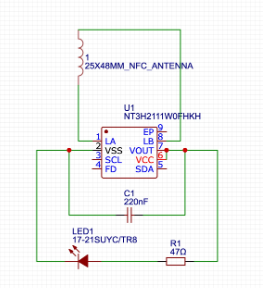 1
25X48MM_NFC_ANTENNA
U1
NT3H2111W0FHKH
EP 9
1 LA LB 8
2 VSS VOUT 7
3 SCL VCC 6
4 FD SDA 5
C1
220nF
LED1
17-21SUYC/TR8
R1
47Ω